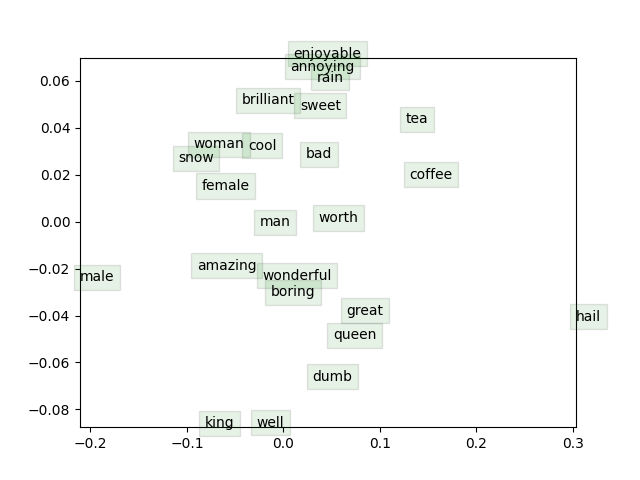 enjoyable
annoying
rain
0.06
brilliant
sweet
tea
0.04
woman
cool
bad
snow
coffee
0.02
female
man
worth
0.00
amazing
wonderful
male
−0.02
boring
great
hail
−0.04
queen
dumb
−0.06
king
well
−0.08
−0.2 −0.1 0.0 0.1 0.2 0.3